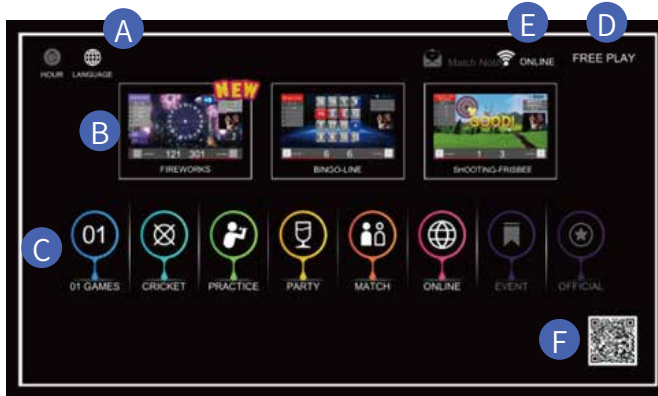 A
E
D
HOUR
LANGUAGE
Match Noti
ONLINE
FREE PLAY
NEW
B
121 301
GOOD!
6 6
1 3
FIREWORKS
BINGO-LINE
SHOOTING-FRISBEE
C
01
01 GAMES
CRICKET
PRACTICE
PARTY
MATCH
ONLINE
EVENT
OFFICIAL
F